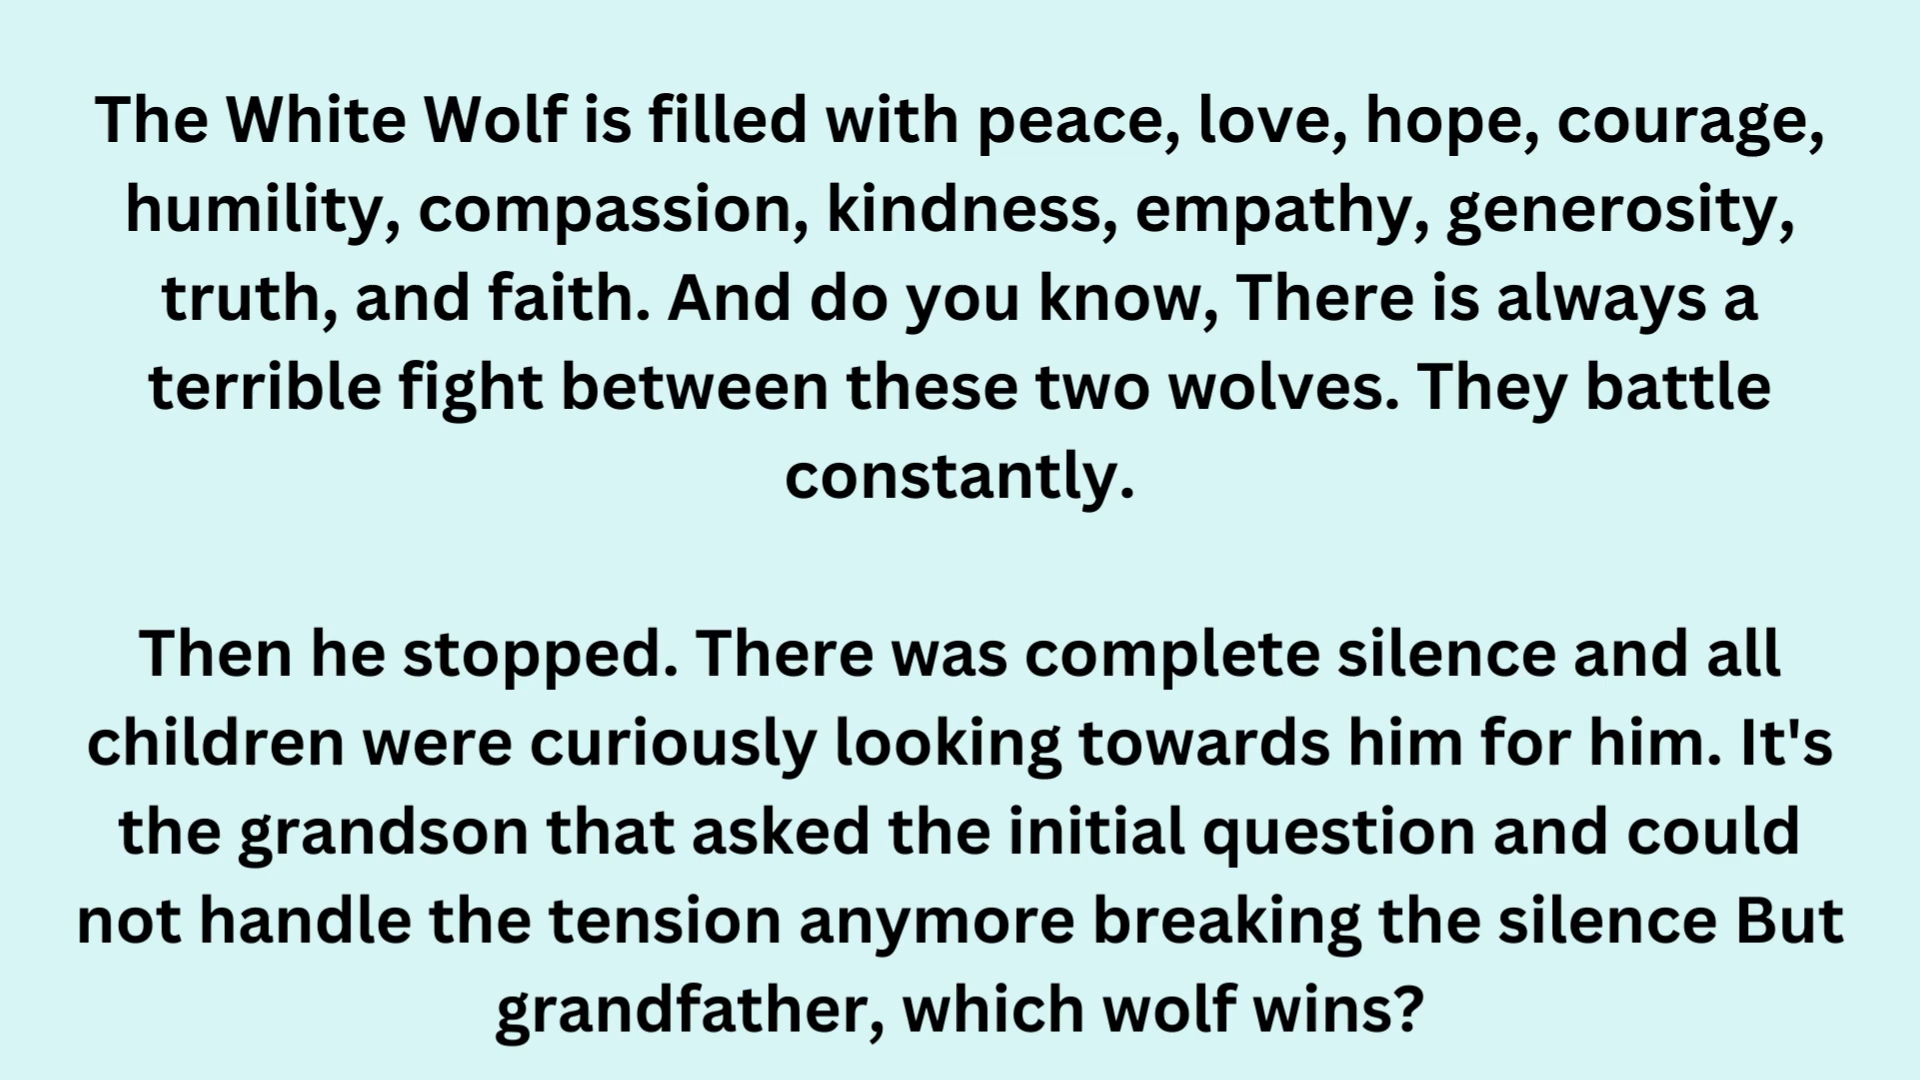 The White Wolf is filled with peace, love, hope, courage,
humility, compassion, kindness, empathy, generosity,
truth, and faith. And do you know, There is always a
terrible fight between these two wolves. They battle
constantly.
Then he stopped. There was complete silence and all
children were curiously looking towards him for him. It's
the grandson that asked the initial question and could
not handle the tension anymore breaking the silence But
grandfather, which wolf wins?